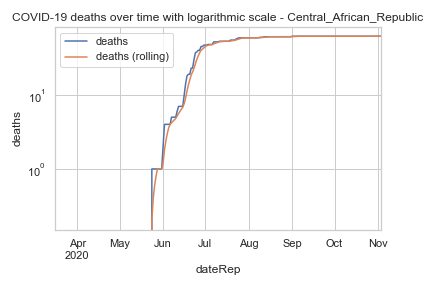 COVID-19 deaths over time with logarithmic scale - Central_African_Republic
deaths
deaths (rolling)
10¹
10⁰
deaths
Apr
2020
May
Jun
Jul
Aug
Sep
Oct
Nov
dateRep